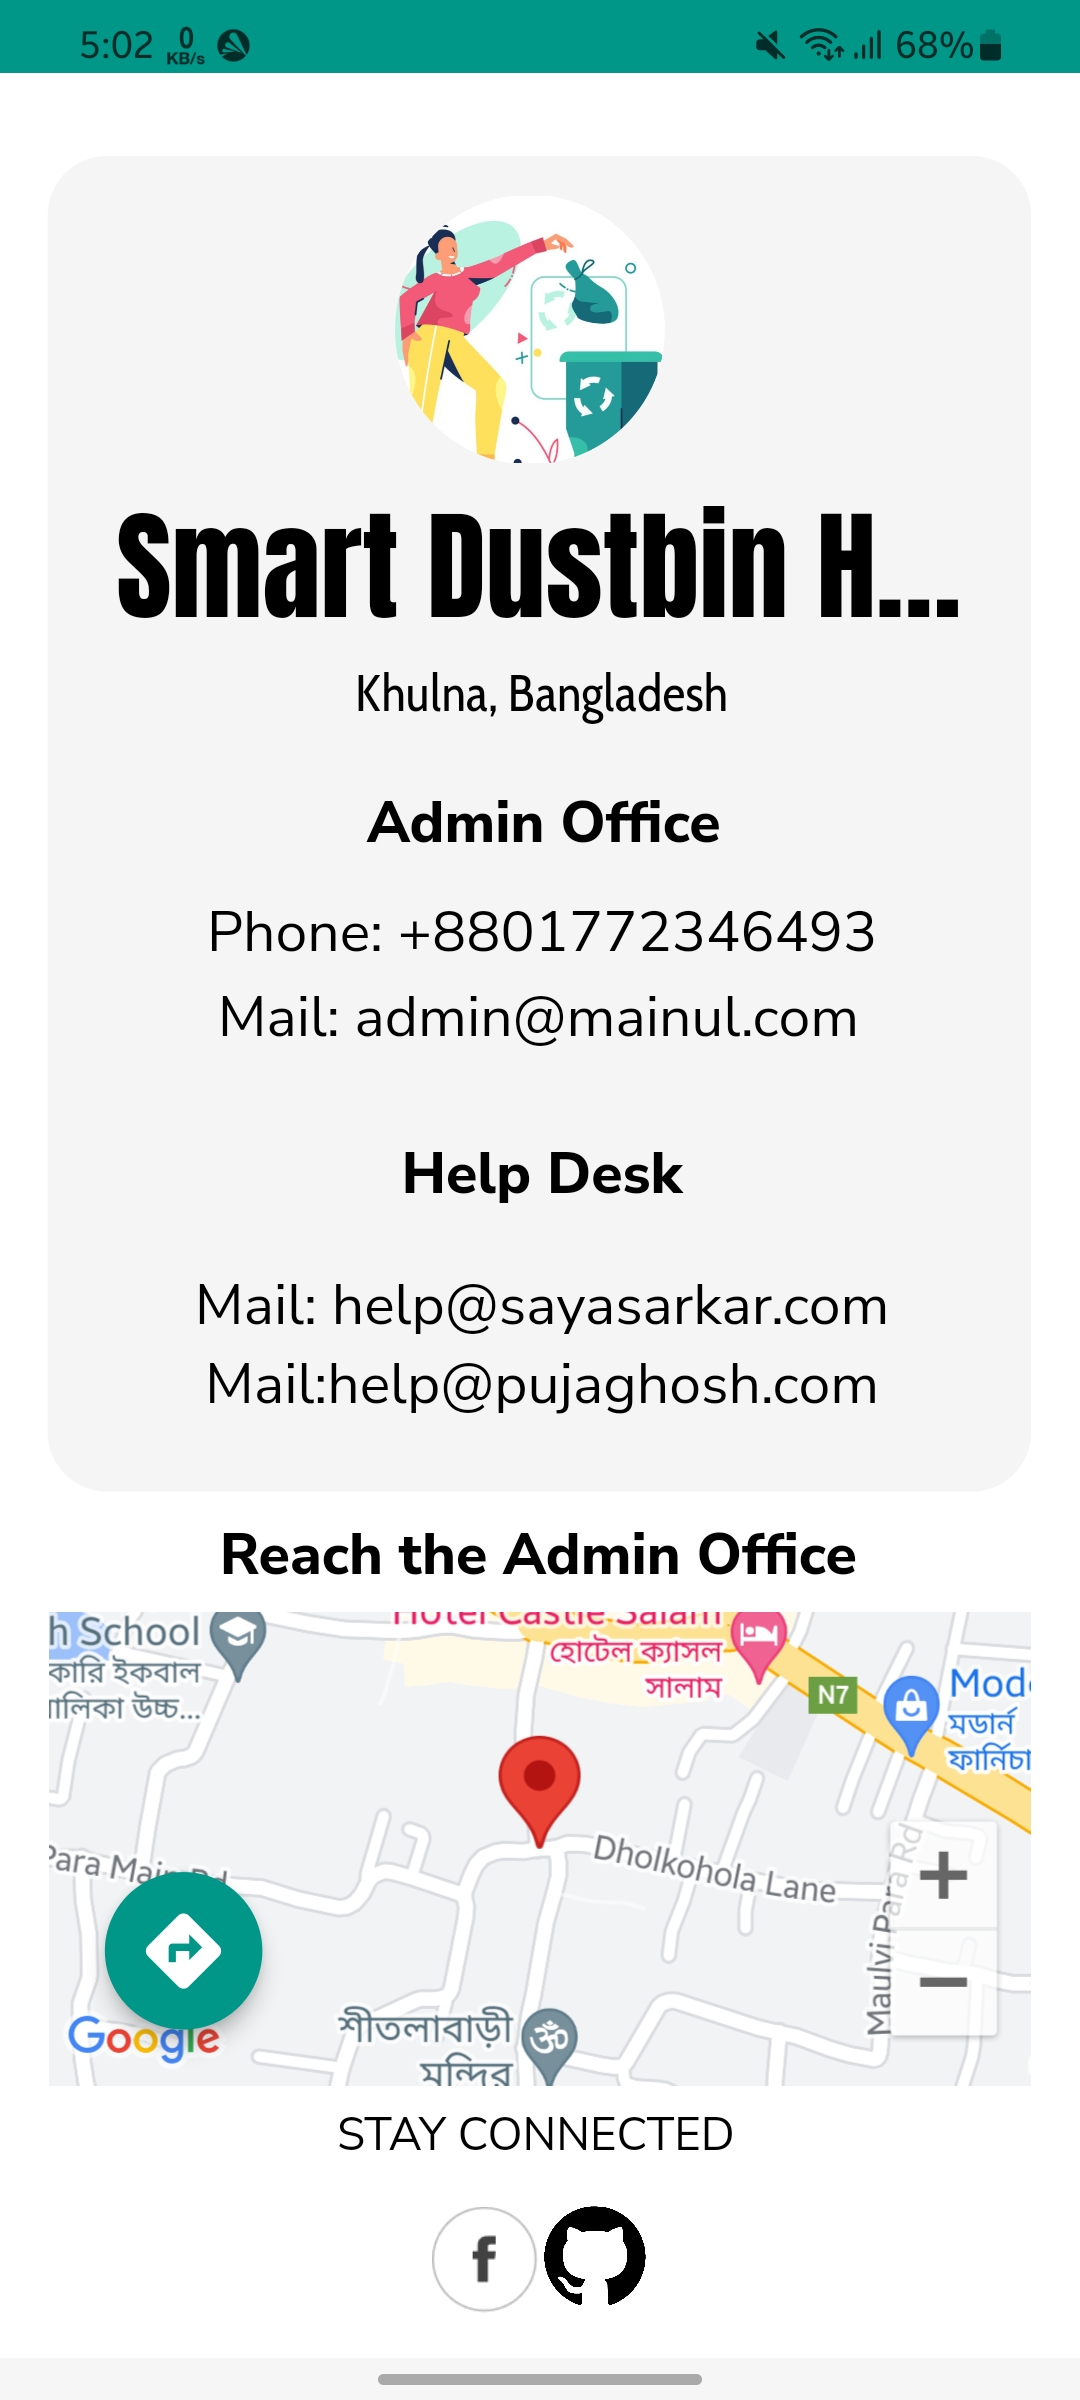 5:02 0 KB/s 68%
Smart Dustbin H...
Khulna, Bangladesh
Admin Office
Phone: +8801772346493
Mail: admin@mainul.com
Help Desk
Mail: help@sayasarkar.com
Mail:help@pujaghosh.com
Reach the Admin Office
Hotel Castle Salam
হোটেল ক্যাসল
সালাম
h School
কারি ইকবাল
ালিকা উচ্চ...
N7
Mod
মডার্ন
ফার্নিচা
Para Main Rd
Dholkohola Lane
Maulvi Para Rd
+
−
Google
শীতলাবাড়ী
মন্দির
STAY CONNECTED
f